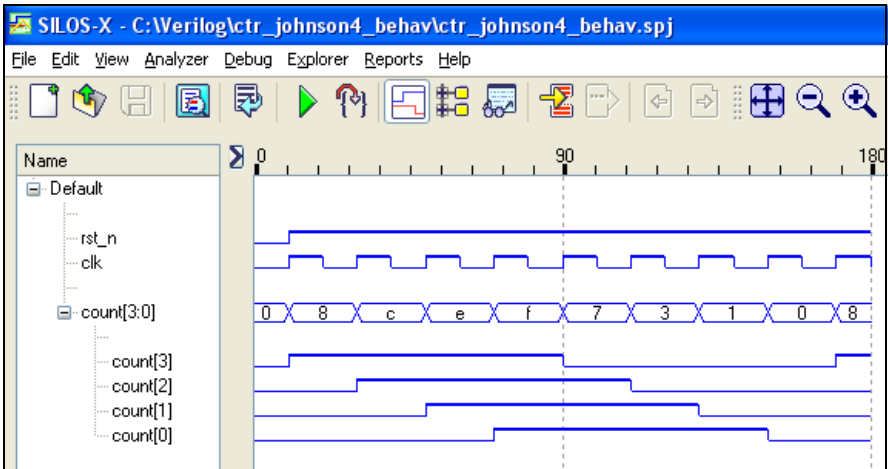 SILOS-X - C:\Verilog\ctr_johnson4_behav\ctr_johnson4_behav.spj
File Edit View Analyzer Debug Explorer Reports Help
Name Σ 0 90 180
Default
rst_n
clk
count[3:0] 0 8 c e f 7 3 1 0 8
count[3]
count[2]
count[1]
count[0]